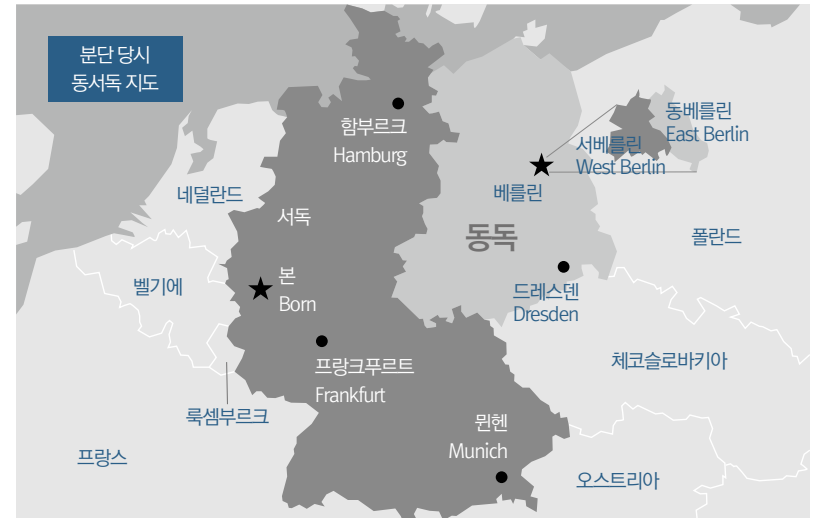 분단 당시
동서독 지도
함부르크
Hamburg
동베를린
East Berlin
서베를린
West Berlin
네덜란드
베를린
서독
동독
폴란드
벨기에
본
Born
드레스덴
Dresden
프랑크푸르트
Frankfurt
체코슬로바키아
룩셈부르크
뮌헨
Munich
프랑스
오스트리아